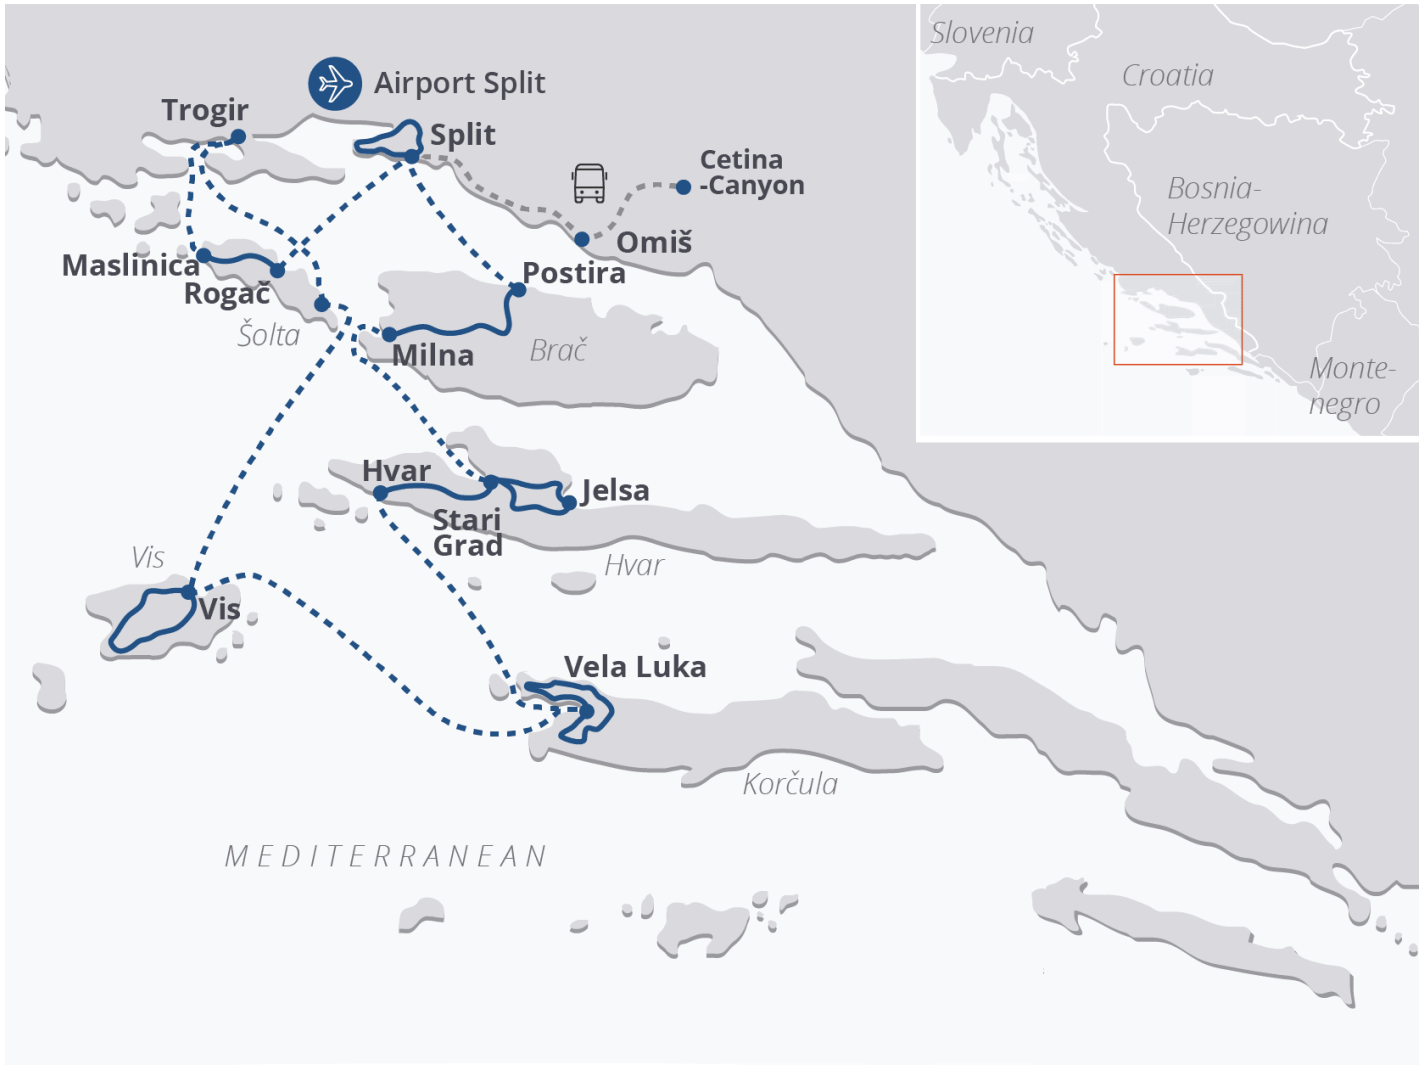 Slovenia
Croatia
Airport Split
Trogir
Split
Cetina
-Canyon
Bosnia-
Herzegowina
Omiš
Maslinica
Postira
Rogač
Šolta
Milna
Brač
Monte-
negro
Hvar
Jelsa
Stari
Grad
Hvar
Vis
Vis
Vela Luka
Korčula
MEDITERRANEAN